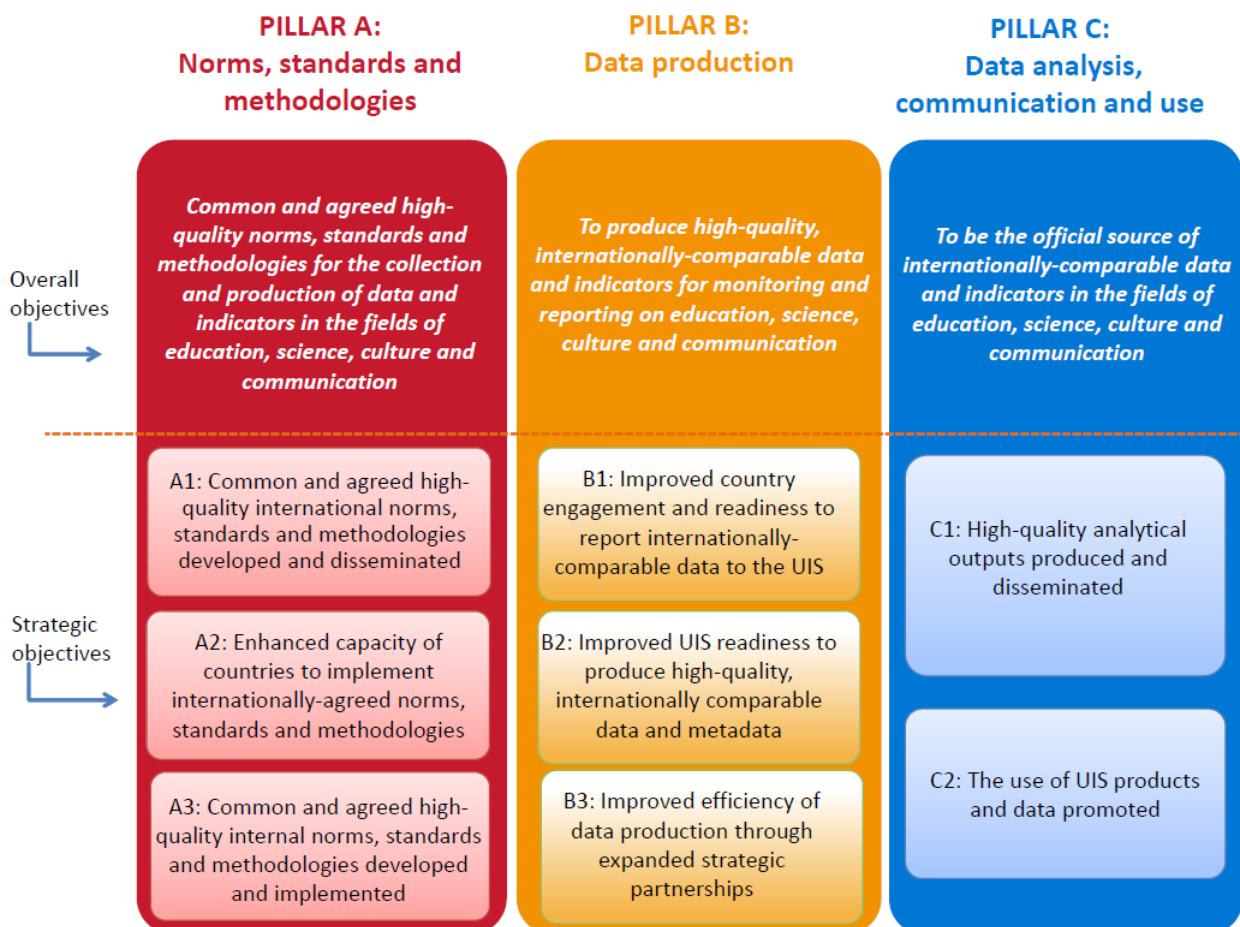 PILLAR A:
Norms, standards and
methodologies
PILLAR B:
Data production
PILLAR C:
Data analysis,
communication and use
Overall
objectives
Common and agreed high-
quality norms, standards and
methodologies for the collection
and production of data and
indicators in the fields of
education, science, culture and
communication
To produce high-quality,
internationally-comparable data
and indicators for monitoring and
reporting on education, science,
culture and communication
To be the official source of
internationally-comparable data
and indicators in the fields of
education, science, culture and
communication
Strategic
objectives
A1: Common and agreed high-
quality international norms,
standards and methodologies
developed and disseminated
A2: Enhanced capacity of
countries to implement
internationally-agreed norms,
standards and methodologies
A3: Common and agreed high-
quality internal norms, standards
and methodologies developed
and implemented
B1: Improved country
engagement and readiness to
report internationally-
comparable data to the UIS
B2: Improved UIS readiness to
produce high-quality,
internationally comparable
data and metadata
B3: Improved efficiency of
data production through
expanded strategic
partnerships
C1: High-quality analytical
outputs produced and
disseminated
C2: The use of UIS products
and data promoted